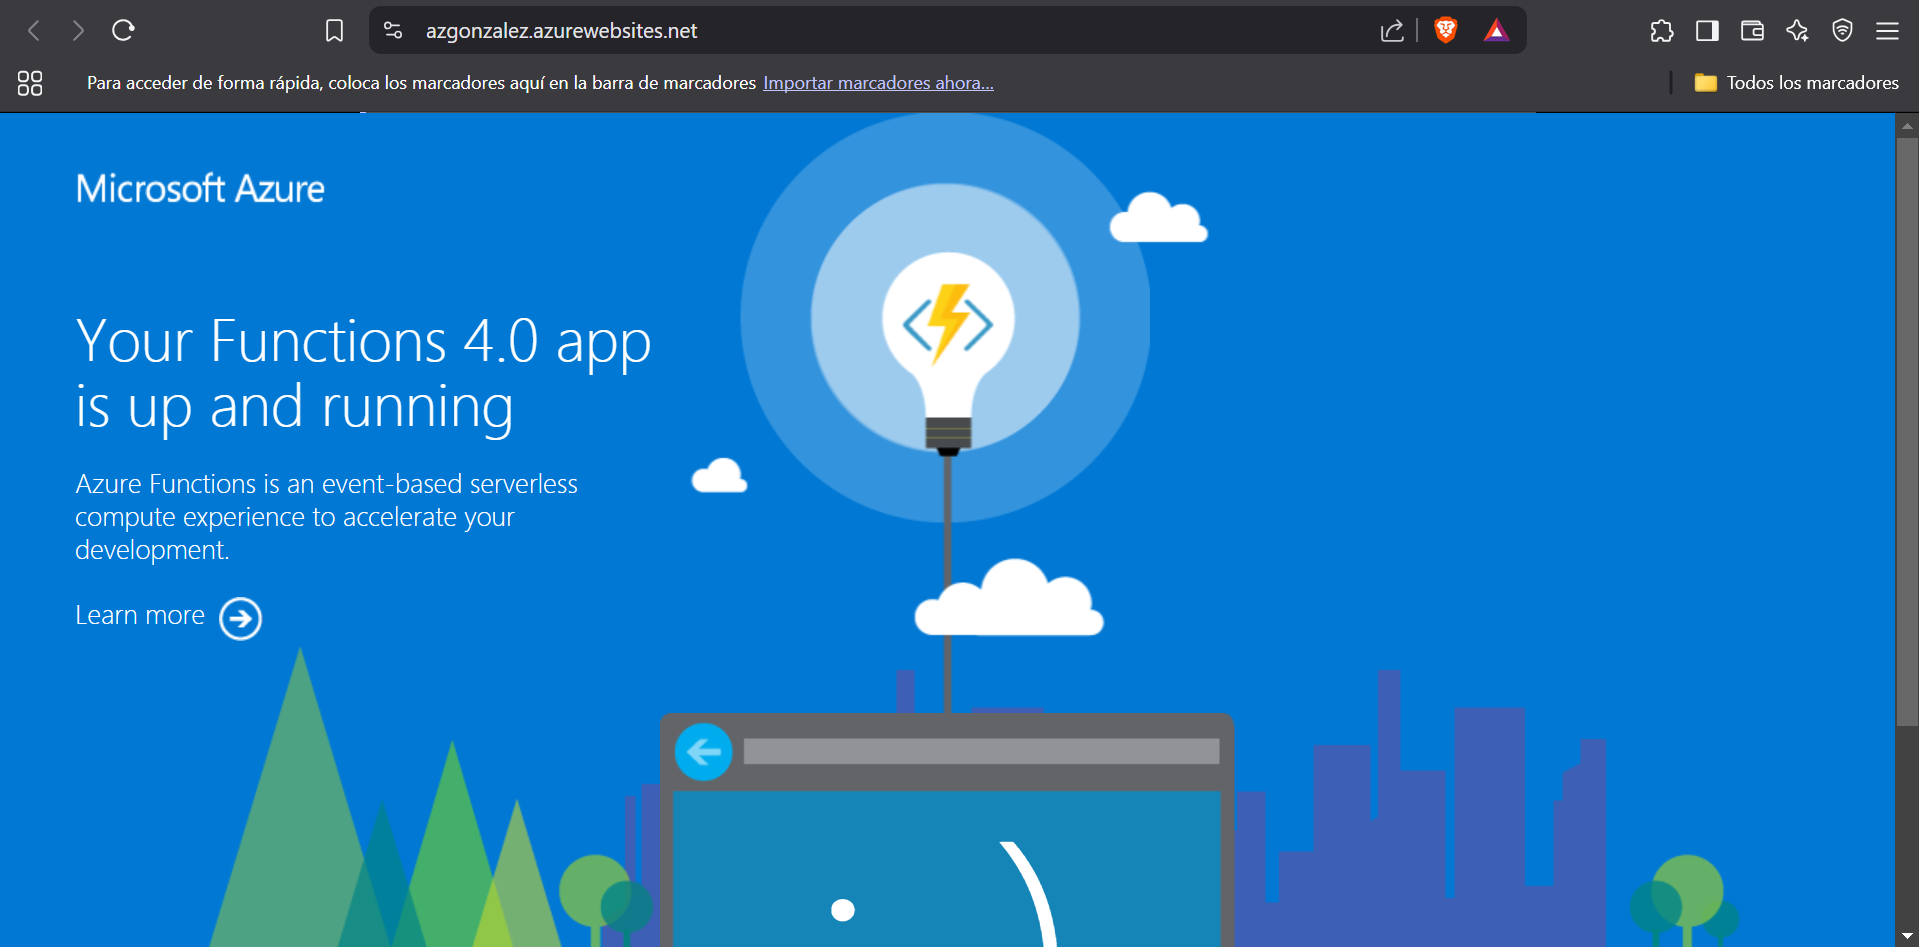 azgonzalez.azurewebsites.net
Para acceder de forma rápida, coloca los marcadores aquí en la barra de marcadores Importar marcadores ahora...
Todos los marcadores
Microsoft Azure
Your Functions 4.0 app
is up and running
Azure Functions is an event-based serverless
compute experience to accelerate your
development.
Learn more